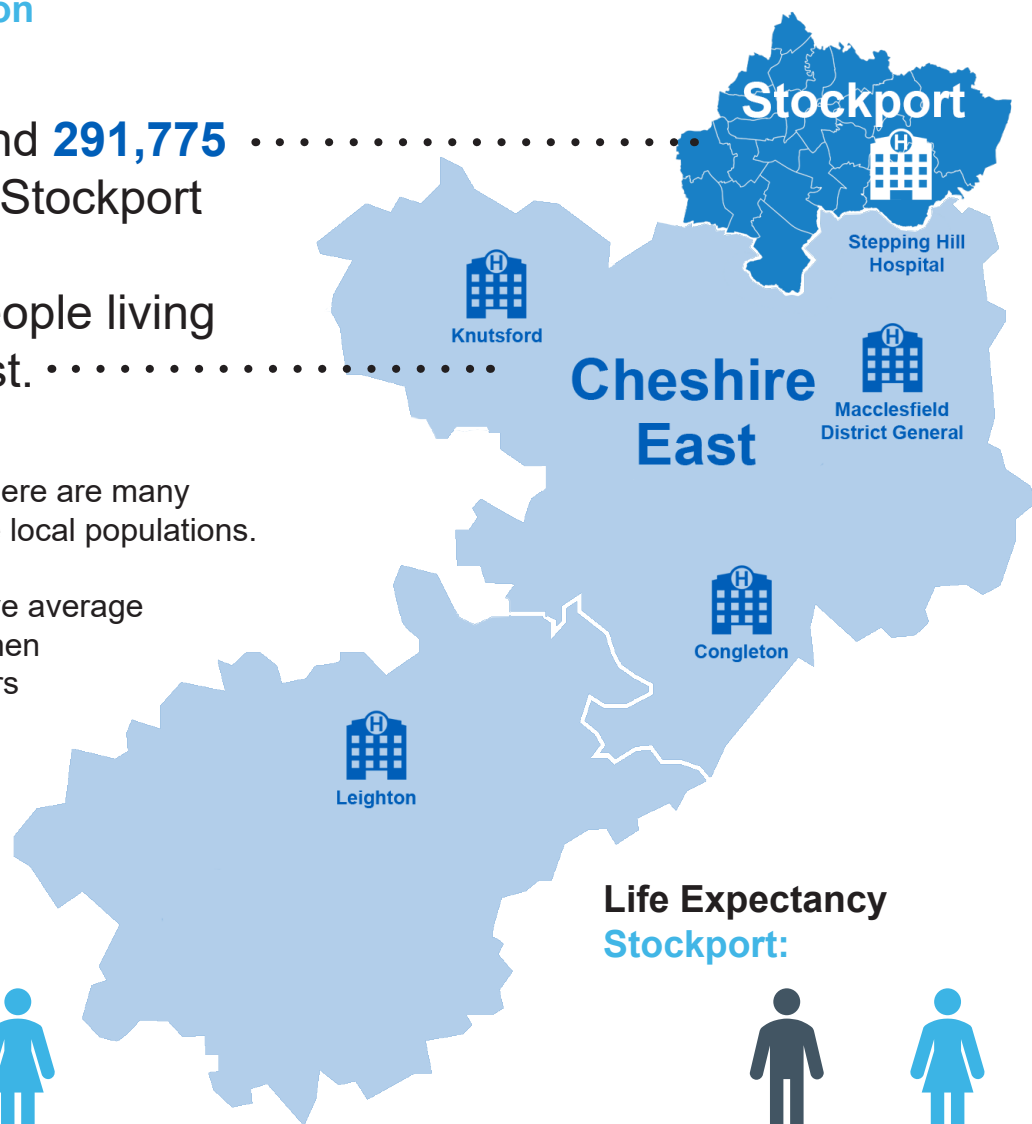 on
nd 291,775
Stockport
ople living
st.
ere are many
local populations.
e average
nen
rs
Stockport
H
Stepping Hill
Hospital
H
Knutsford
Cheshire
East
H
Macclesfield
District General
H
Congleton
H
Leighton
Life Expectancy
Stockport: